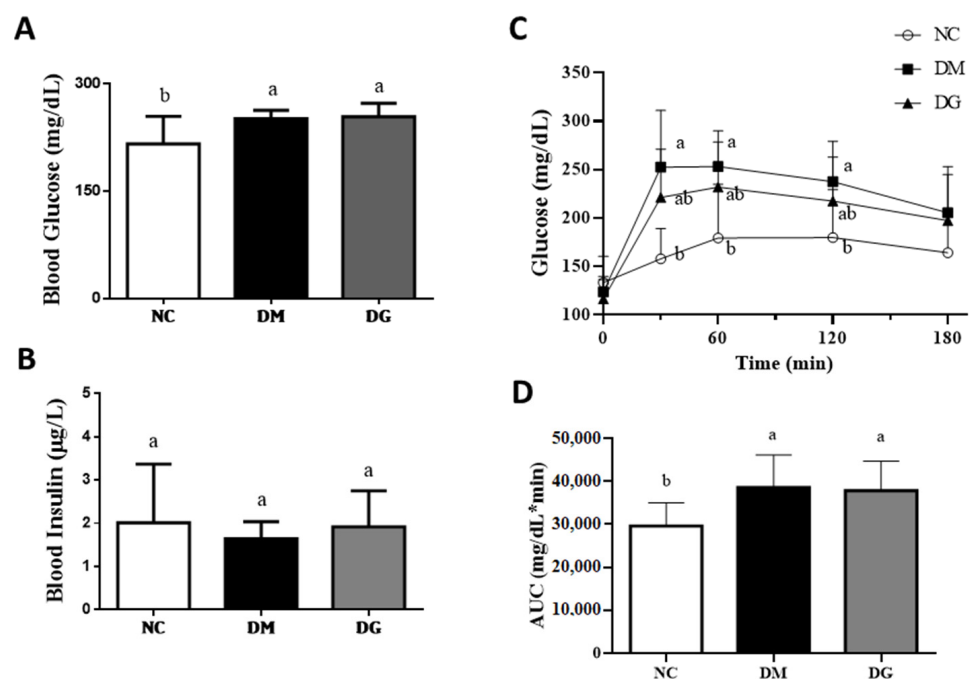 A
Blood Glucose (mg/dL)
300
150
0
b
a
a
NC
DM
DG
B
Blood Insulin (µg/L)
5
4
3
2
1
0
a
a
a
NC
DM
DG
C
NC
DM
DG
Glucose (mg/dL)
350
300
250
200
150
100
a
a
a
ab
ab
ab
b
b
b
0
60
120
180
Time (min)
D
AUC (mg/dL*min)
50,000
40,000
30,000
20,000
10,000
0
b
a
a
NC
DM
DG